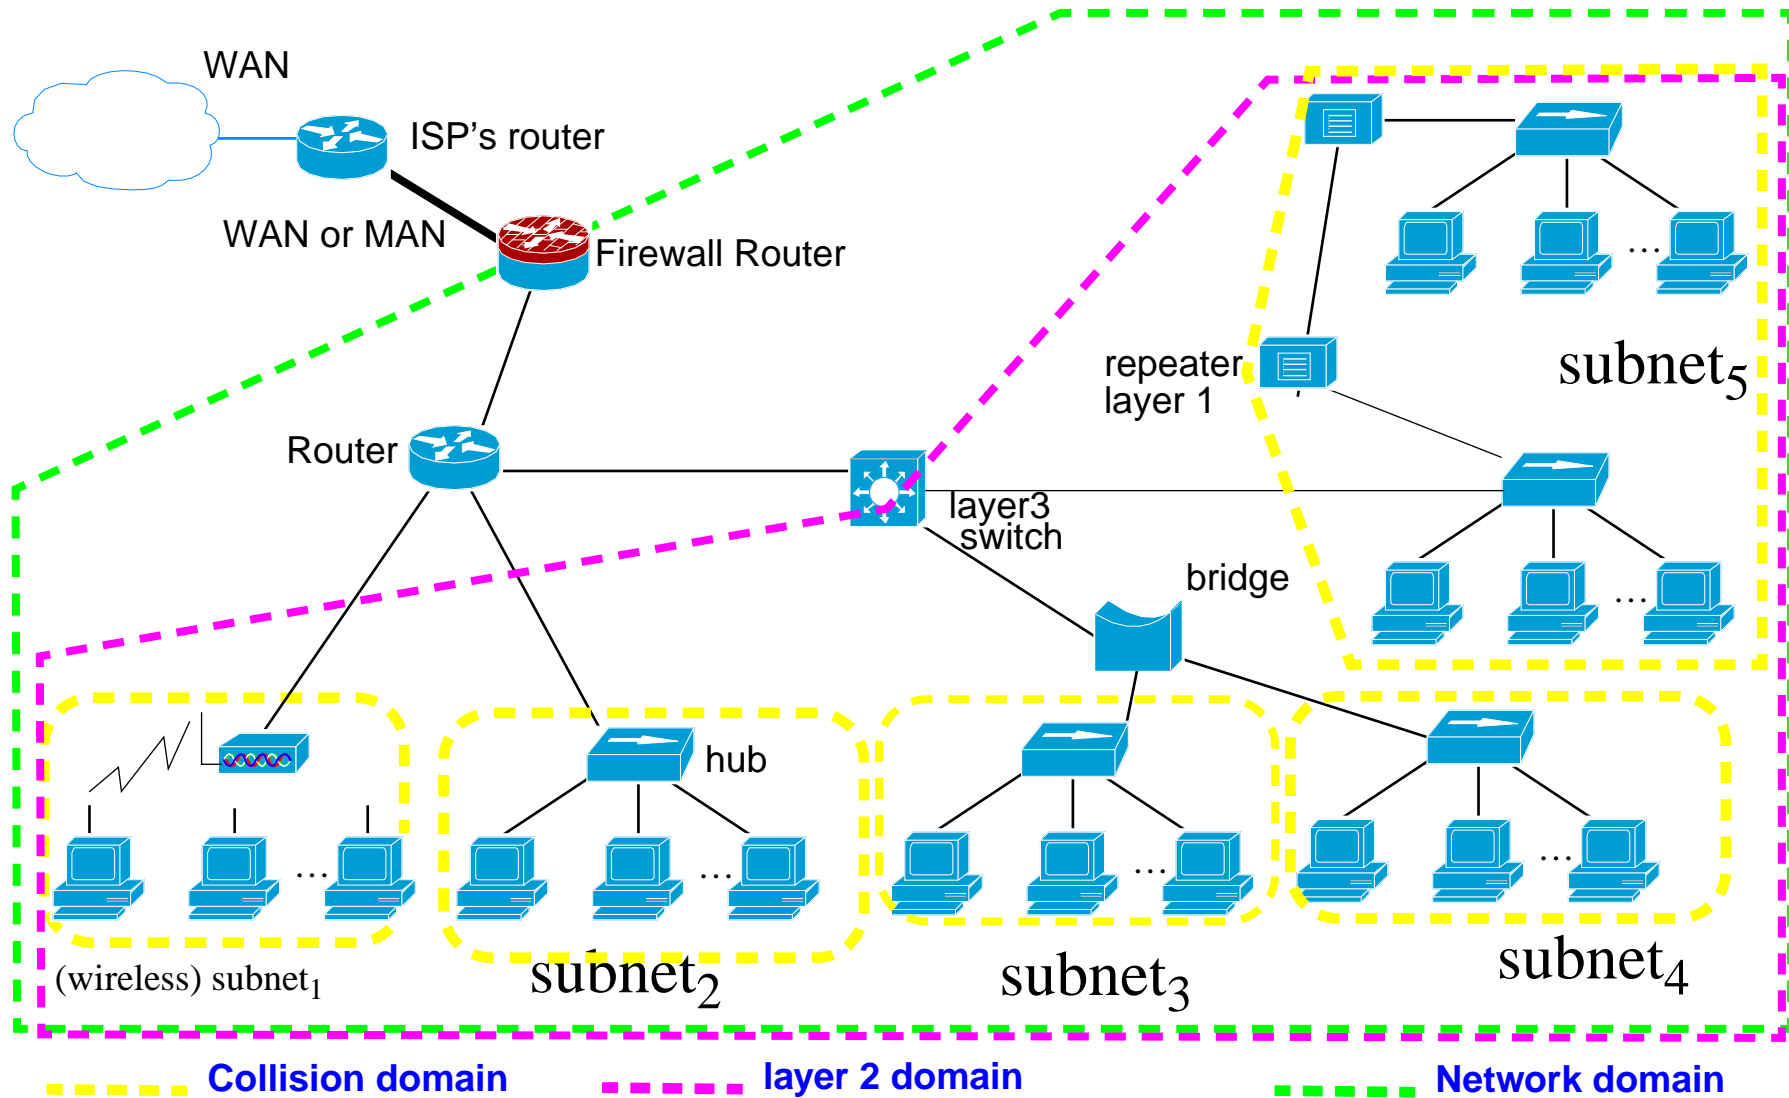 WAN
ISP's router
WAN or MAN
Firewall Router
repeater
layer 1
subnet5
Router
layer3
switch
bridge
hub
...
...
...
...
...
...
(wireless) subnet1
subnet2
subnet3
subnet4
Collision domain
layer 2 domain
Network domain